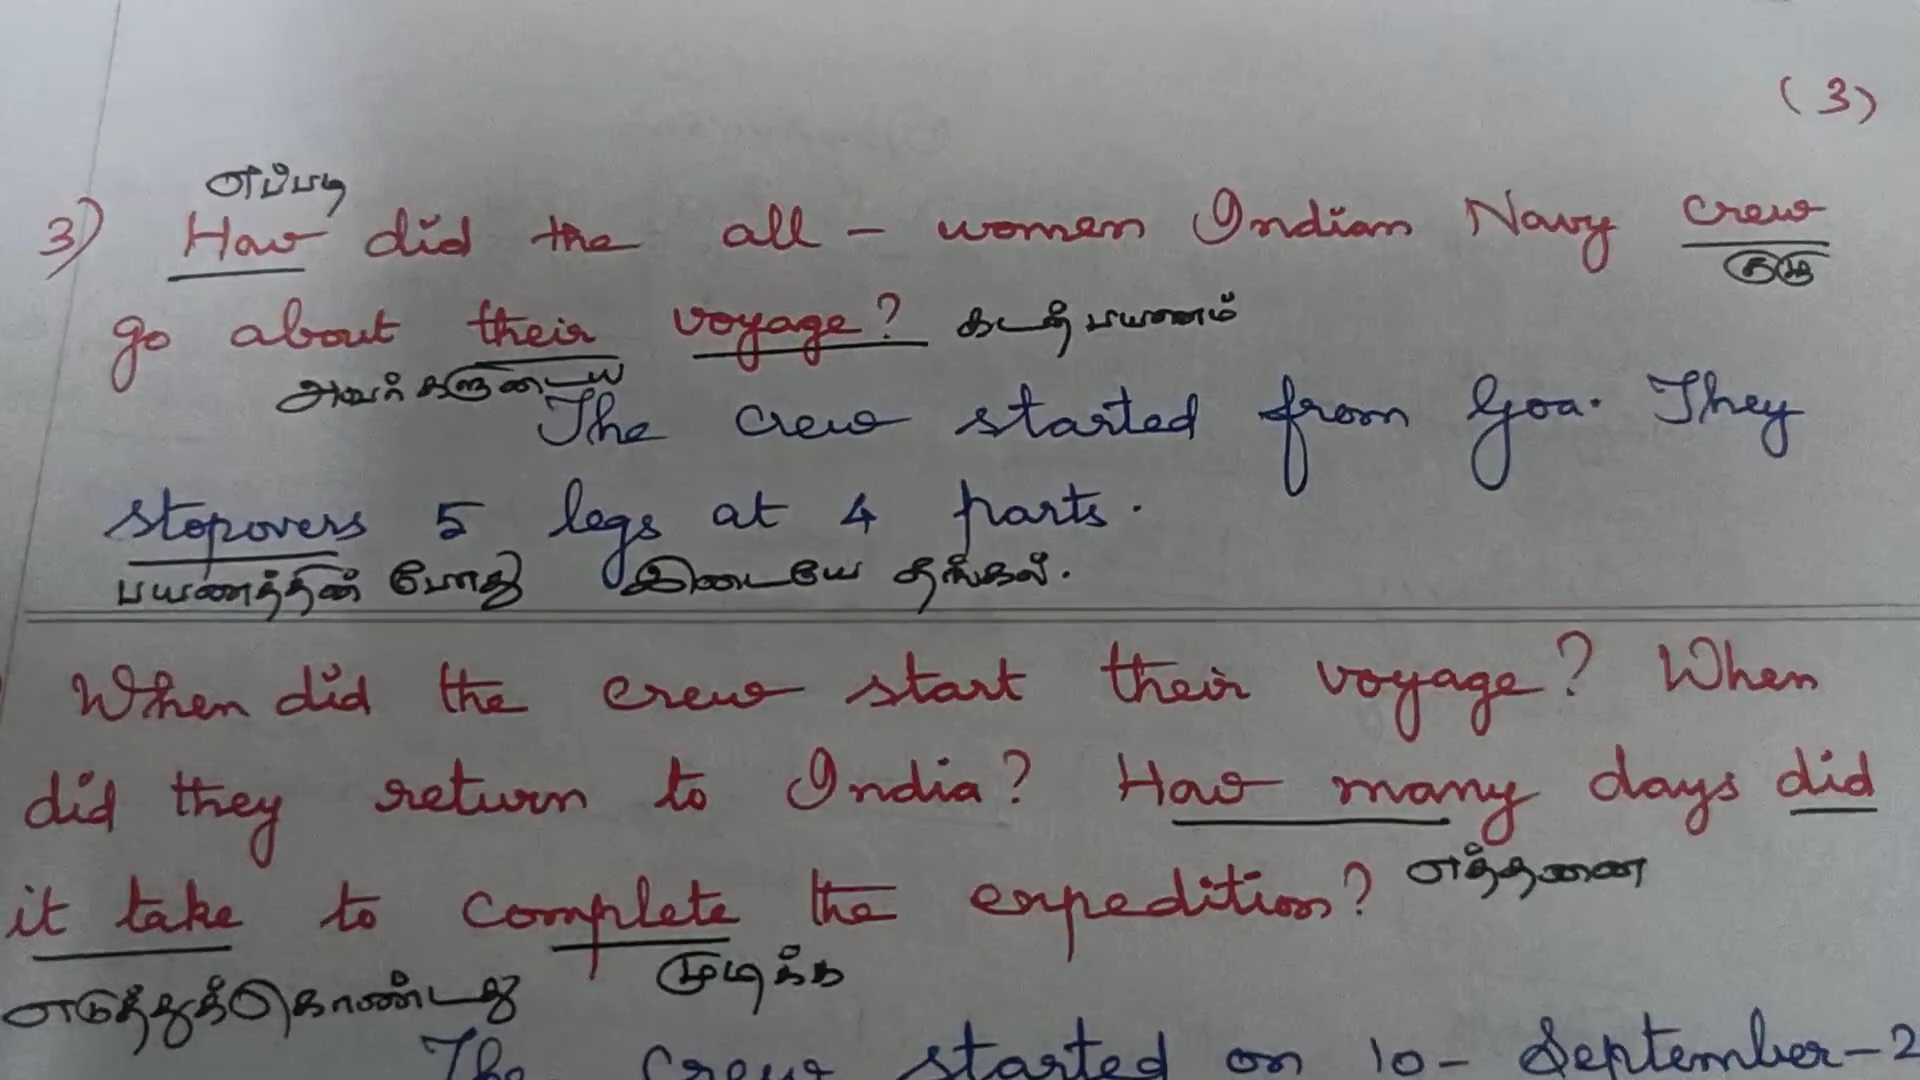 (3)
எப்படி
3) How did the all - women Indian Navy crew
குழு
go about their voyage? கடற்பயணம்
அவர்களுடைய
The crew started from Goa. They
stopovers 5 legs at 4 parts.
பயணத்தின் போது இடையே தங்கல்.
When did the crew start their voyage? When
did they return to India? How many days did
எத்தனை
it take to complete the expedition?
எடுத்துக்கொண்டது முடிக்க
The crew started on 10- September-2